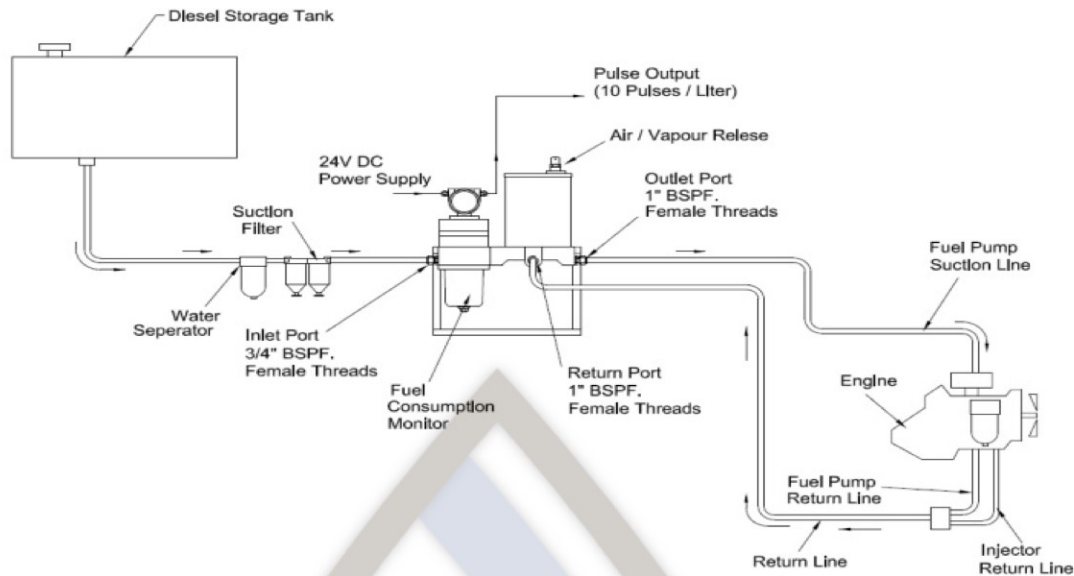 Diesel Storage Tank
Pulse Output
(10 Pulses / Liter)
Air / Vapour Relese
24V DC
Power Supply
Outlet Port
1" BSPF.
Female Threads
Suction
Filter
Fuel Pump
Suction Line
Water
Seperator
Inlet Port
3/4" BSPF.
Female Threads
Fuel
Consumption
Monitor
Return Port
1" BSPF.
Female Threads
Engine
Fuel Pump
Return Line
Return Line
Injector
Return Line